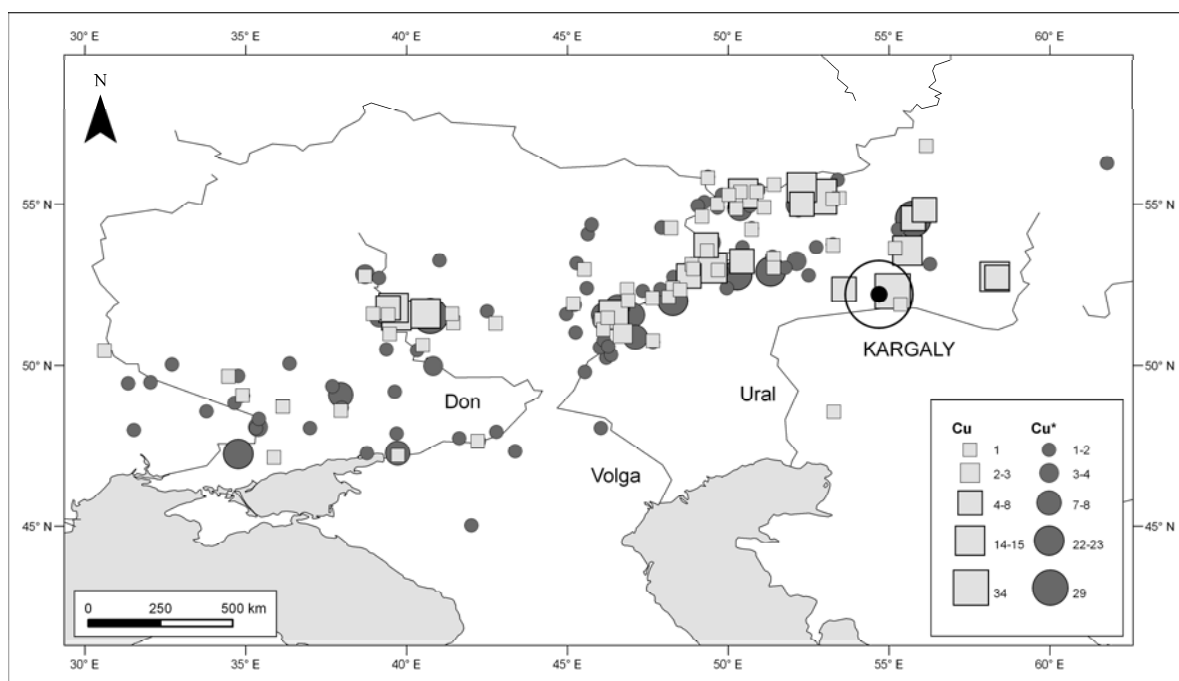 30° E 35° E 40° E 45° E 50° E 55° E 60° E
N
55° N 55° N
KARGALY
50° N 50° N
Don
Ural
Volga
45° N 45° N
Cu Cu*
1 1-2
2-3 3-4
4-8 7-8
14-15 22-23
34 29
0 250 500 km
30° E 35° E 40° E 45° E 50° E 55° E 60° E